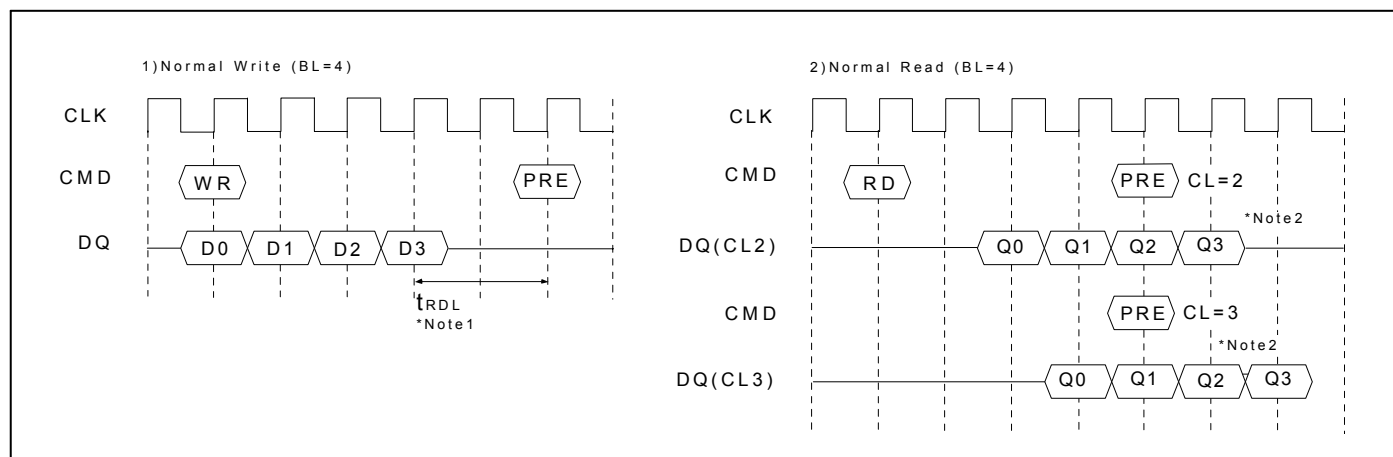 1)Normal Write (BL=4)
CLK
CMD
WR
PRE
DQ
D0 D1 D2 D3
tRDL
*Note1
2)Normal Read (BL=4)
CLK
CMD
RD
PRE CL=2
*Note2
DQ(CL2)
Q0 Q1 Q2 Q3
CMD
PRE CL=3
*Note2
DQ(CL3)
Q0 Q1 Q2 Q3